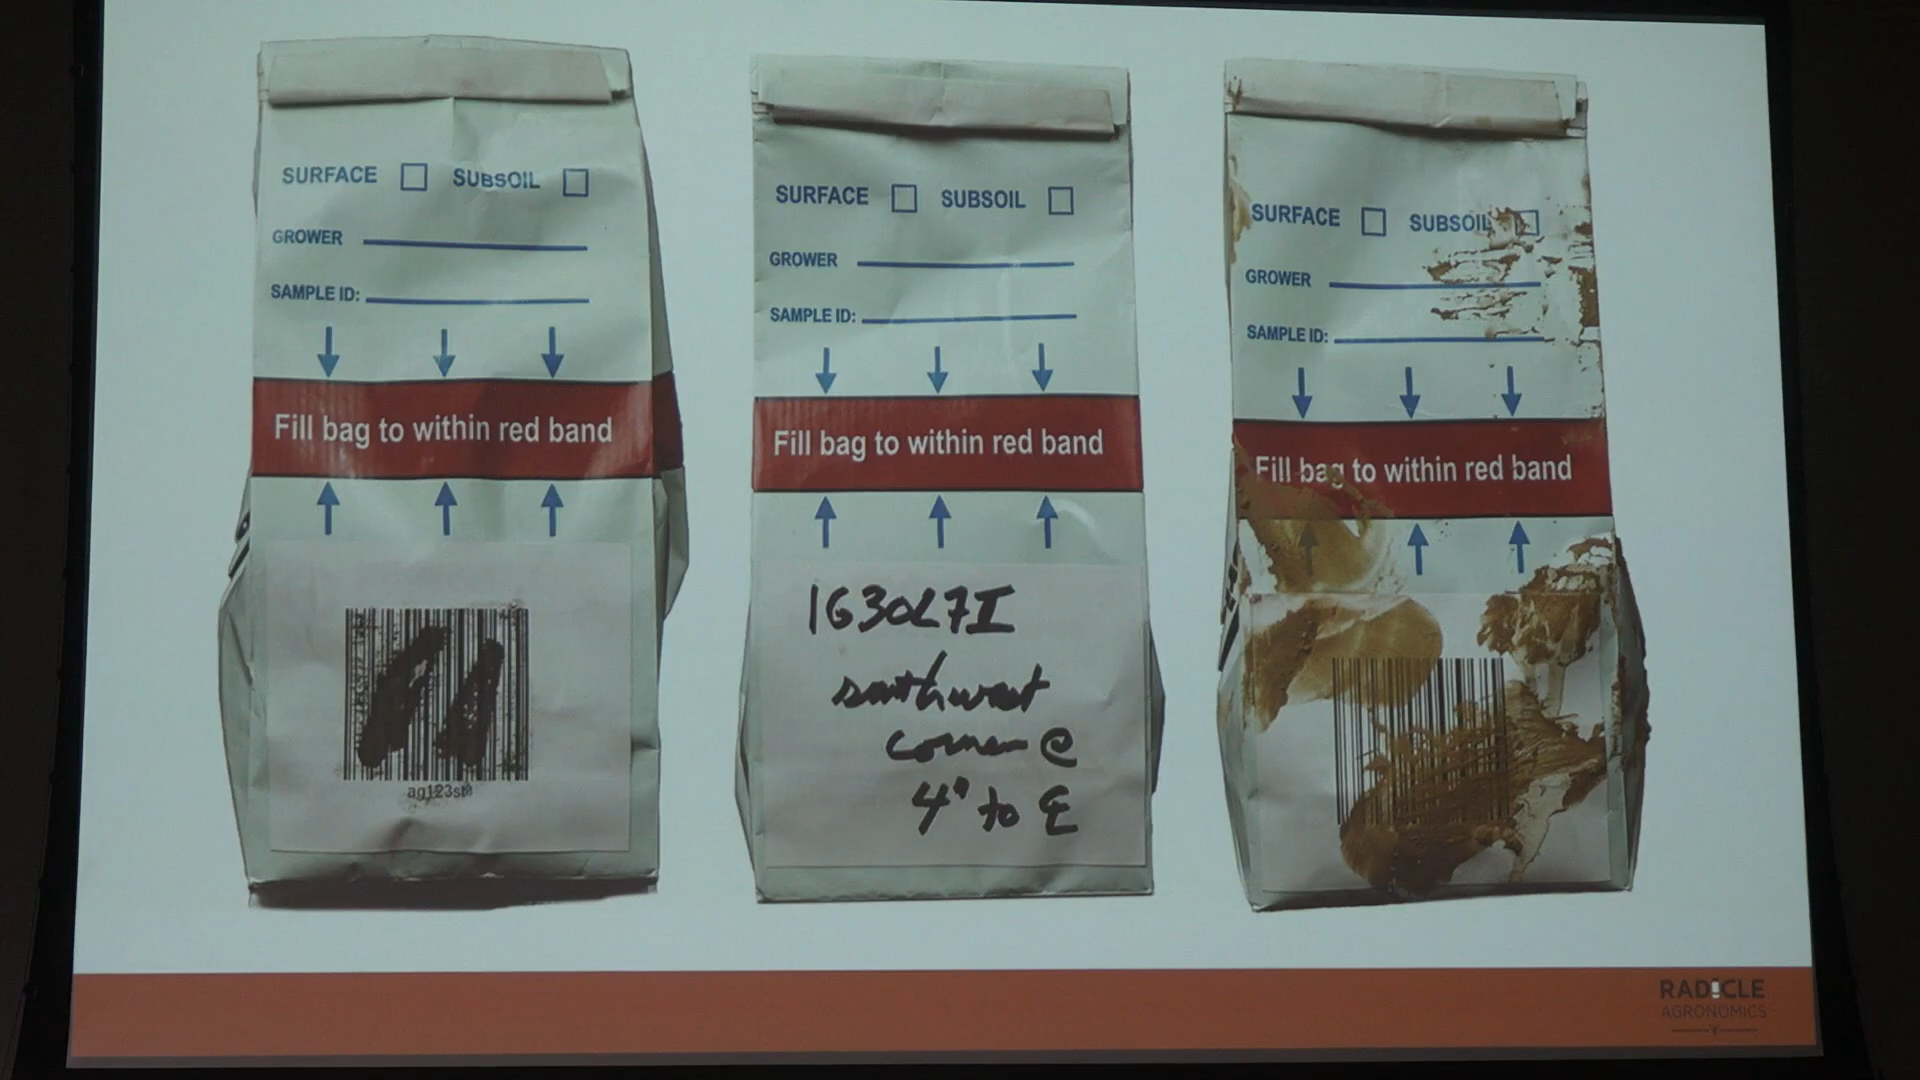 SURFACE SUBSOIL
GROWER
SAMPLE ID:
Fill bag to within red band
SURFACE SUBSOIL
GROWER
SAMPLE ID:
Fill bag to within red band
1G30L7I
southwest
corner @
4" to ℄
SURFACE SUBSOIL
GROWER
SAMPLE ID:
Fill bag to within red band
RADICLE
AGRONOMICS